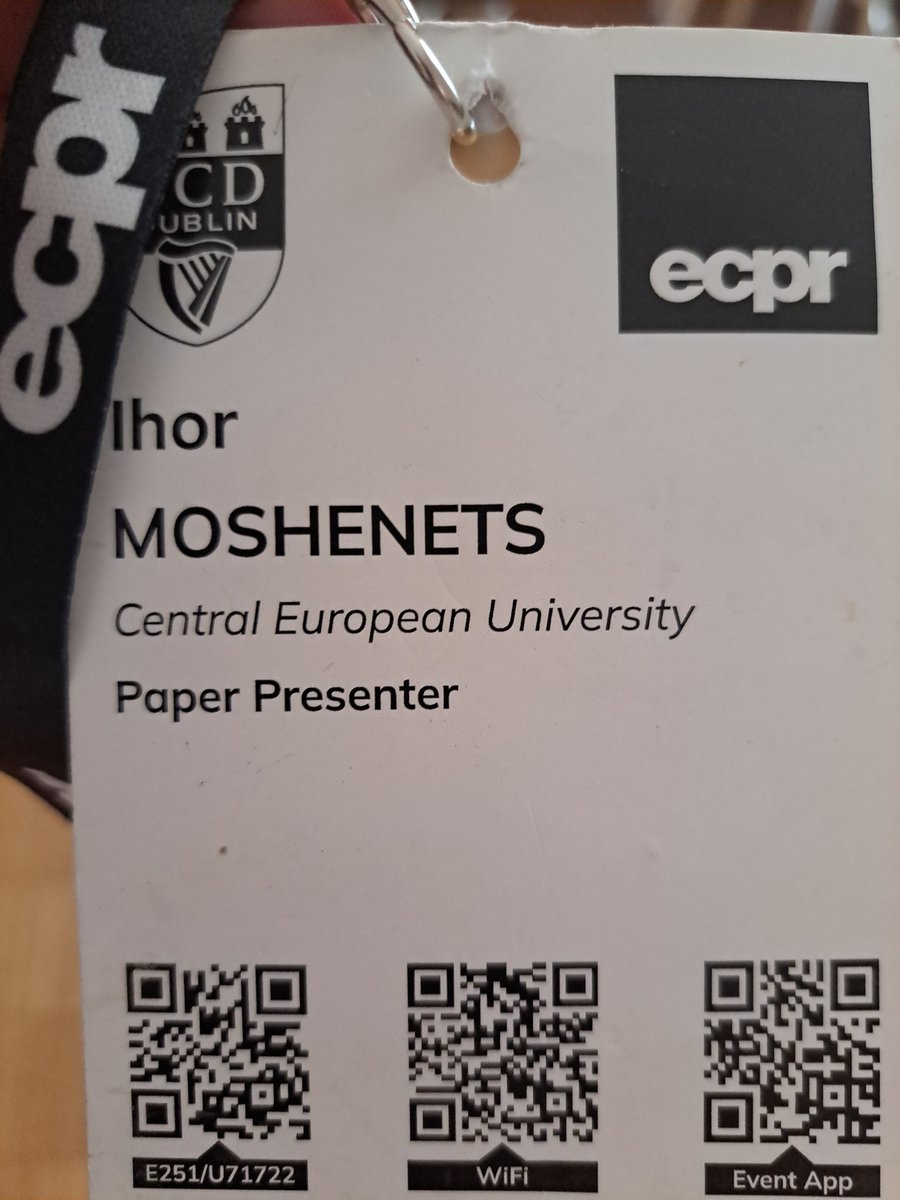 ecpr
CD
UBLIN
ecpr
Ihor
MOSHENETS
Central European University
Paper Presenter
E251/U71722
WiFi
Event App